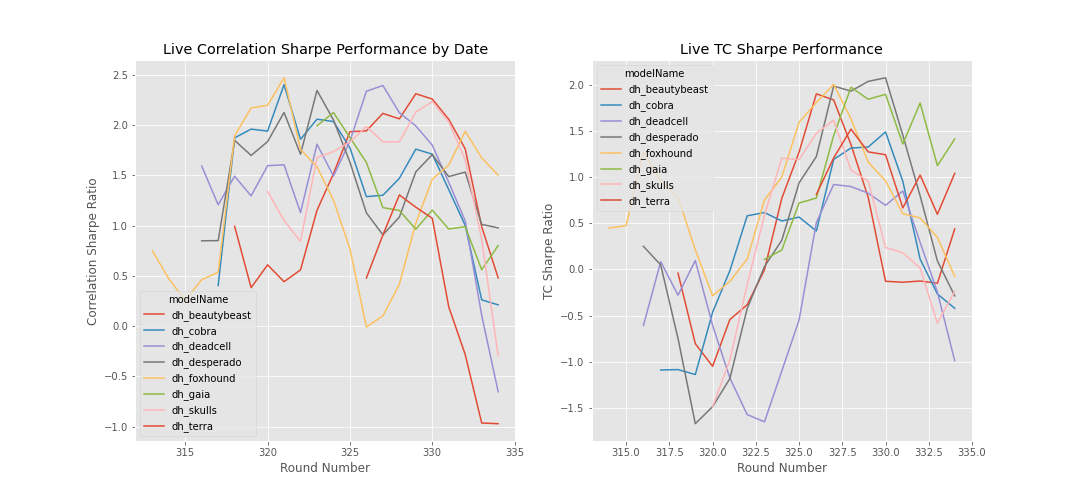 Live Correlation Sharpe Performance by Date
Correlation Sharpe Ratio
2.5
2.0
1.5
1.0
0.5
0.0
−0.5
−1.0
modelName
dh_beautybeast
dh_cobra
dh_deadcell
dh_desperado
dh_foxhound
dh_gaia
dh_skulls
dh_terra
315
320
325
330
335
Round Number
Live TC Sharpe Performance
TC Sharpe Ratio
2.0
1.5
1.0
0.5
0.0
−0.5
−1.0
−1.5
modelName
dh_beautybeast
dh_cobra
dh_deadcell
dh_desperado
dh_foxhound
dh_gaia
dh_skulls
dh_terra
315.0
317.5
320.0
322.5
325.0
327.5
330.0
332.5
335.0
Round Number